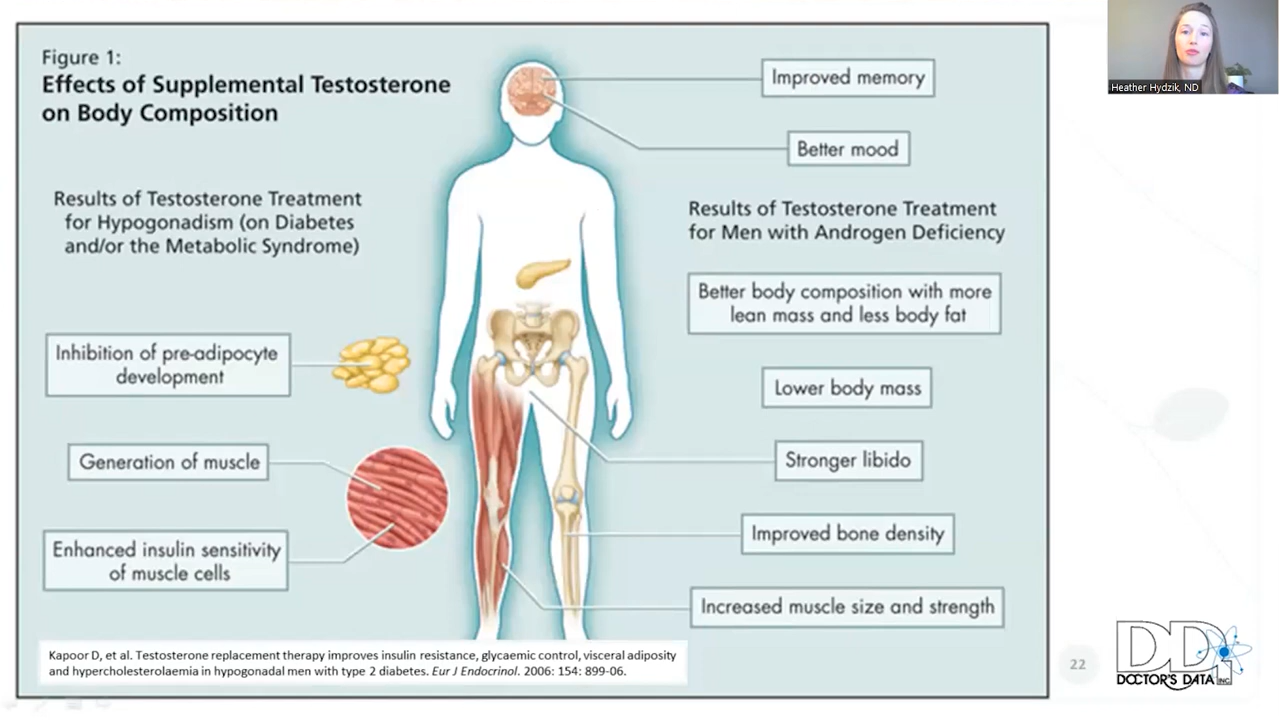 Figure 1:
Effects of Supplemental Testosterone
on Body Composition
Results of Testosterone Treatment
for Hypogonadism (on Diabetes
and/or the Metabolic Syndrome)
Inhibition of pre-adipocyte
development
Generation of muscle
Enhanced insulin sensitivity
of muscle cells
Improved memory
Better mood
Results of Testosterone Treatment
for Men with Androgen Deficiency
Better body composition with more
lean mass and less body fat
Lower body mass
Stronger libido
Improved bone density
Increased muscle size and strength
Kapoor D, et al. Testosterone replacement therapy improves insulin resistance, glycaemic control, visceral adiposity
and hypercholesterolaemia in hypogonadal men with type 2 diabetes. Eur J Endocrinol. 2006: 154: 899-06.
Heather Hydzik, ND
22
DDI
DOCTOR'S DATA INC.